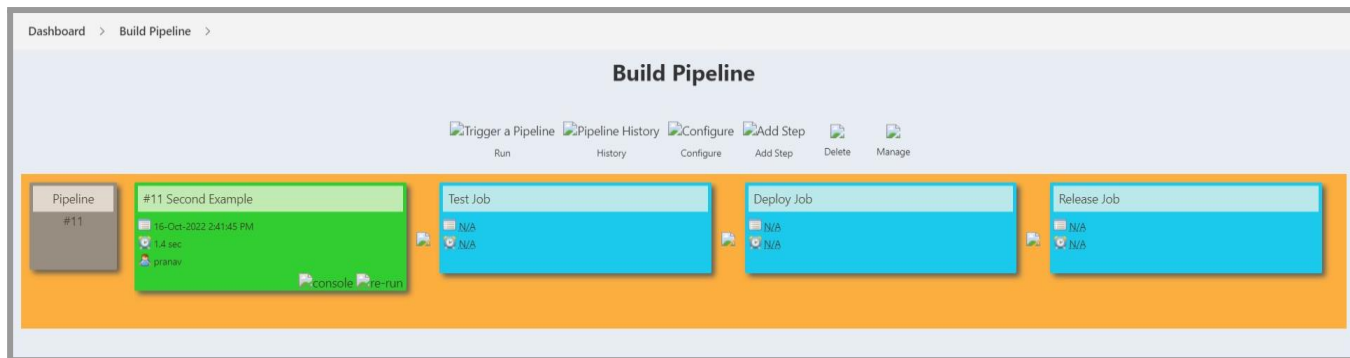 Dashboard > Build Pipeline >
Build Pipeline
Trigger a Pipeline Pipeline History Configure Add Step
Run History Configure Add Step Delete Manage
Pipeline
#11
#11 Second Example
16-Oct-2022 2:41:45 PM
1.4 sec
pranav
console re-run
Test Job
N/A
N/A
Deploy Job
N/A
N/A
Release Job
N/A
N/A